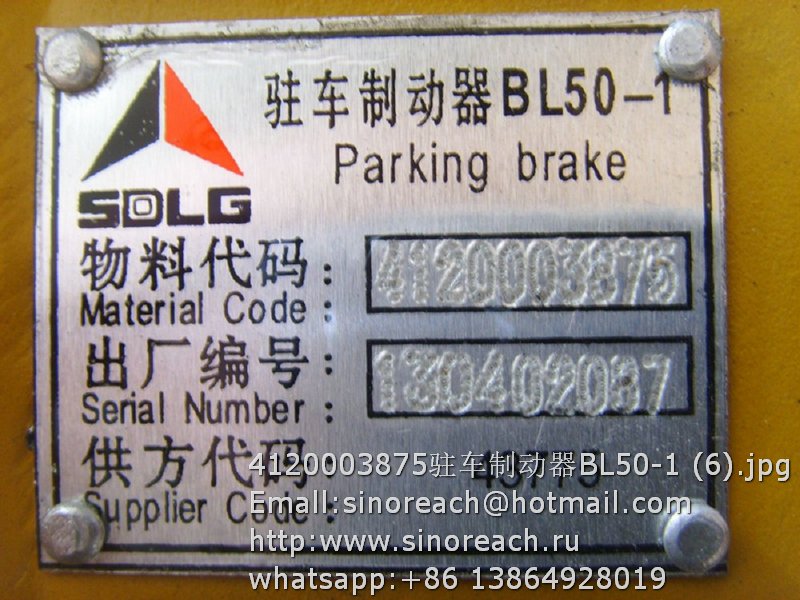 驻车制动器BL50-1
Parking brake
SDLG
物料代码: 4120003875
Material Code:
出厂编号: 130402087
Serial Number:
供方代码:
Supplier Code:
4120003875驻车制动器BL50-1 (6).jpg
Email:sinoreach@hotmail.com
http:www.sinoreach.ru
whatsapp:+86 13864928019